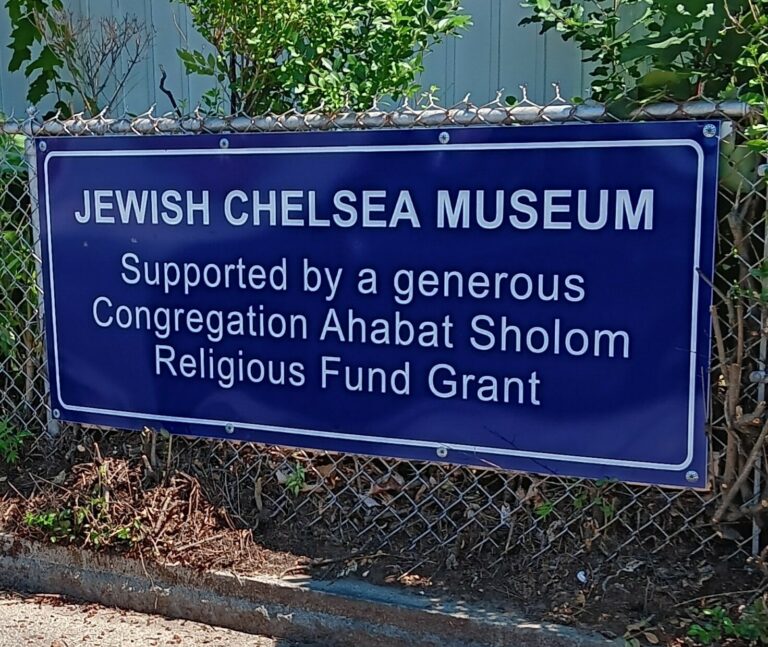 JEWISH CHELSEA MUSEUM
Supported by a generous
Congregation Ahabat Sholom
Religious Fund Grant